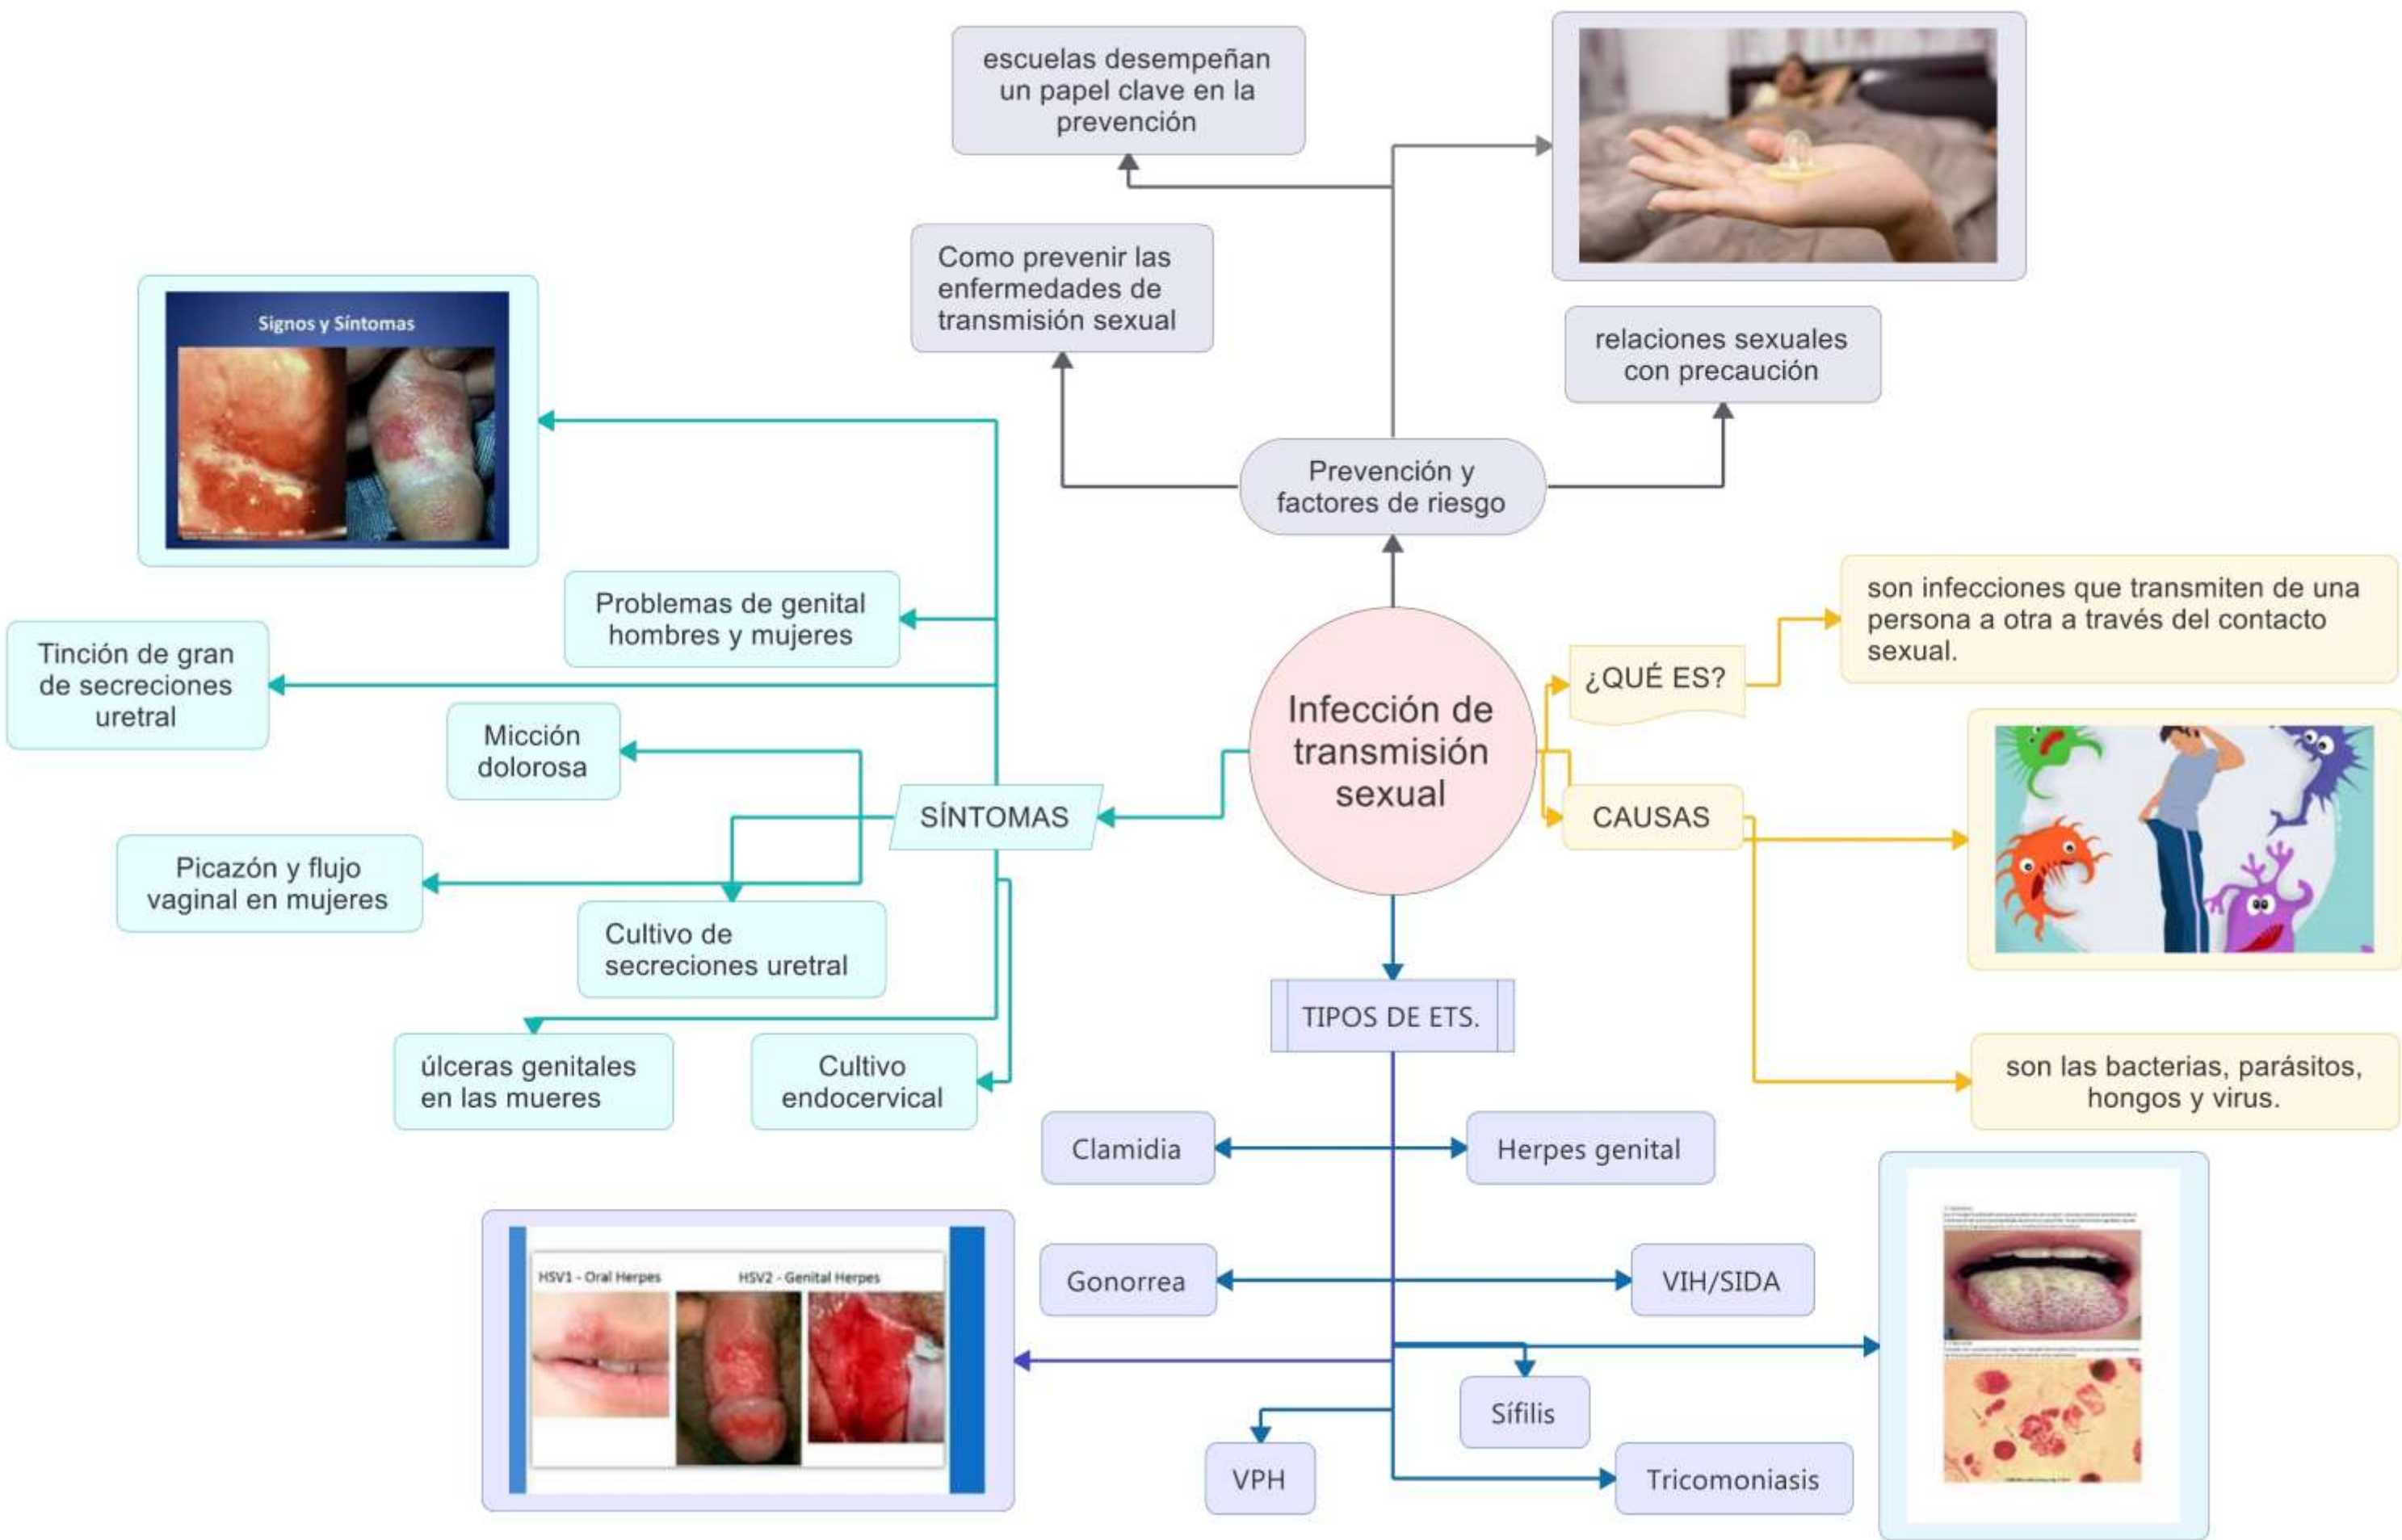 escuelas desempeñan
un papel clave en la
prevención
Como prevenir las
enfermedades de
transmisión sexual
relaciones sexuales
con precaución
Prevención y
factores de riesgo
Signos y Síntomas
Problemas de genital
hombres y mujeres
Tinción de gran
de secreciones
uretral
Micción
dolorosa
SÍNTOMAS
Picazón y flujo
vaginal en mujeres
Cultivo de
secreciones uretral
úlceras genitales
en las mueres
Cultivo
endocervical
Infección de
transmisión
sexual
¿QUÉ ES?
son infecciones que transmiten de una
persona a otra a través del contacto
sexual.
CAUSAS
son las bacterias, parásitos,
hongos y virus.
TIPOS DE ETS.
Clamidia
Herpes genital
Gonorrea
VIH/SIDA
Sífilis
VPH
Tricomoniasis
HSV1 - Oral Herpes
HSV2 - Genital Herpes